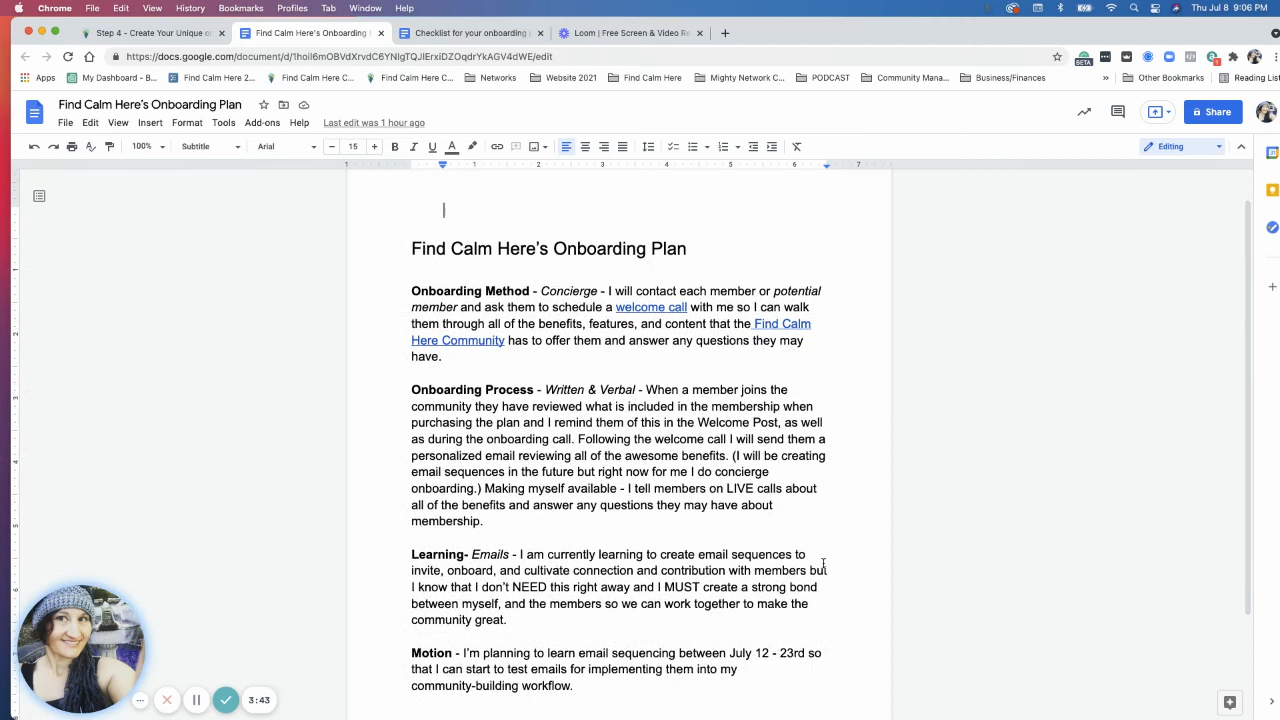 Chrome File Edit View History Bookmarks Profiles Tab Window Help Thu Jul 8 9:06 PM
Step 4 - Create Your Unique o Find Calm Here's Onboarding Checklist for your onboarding Loom | Free Screen & Video Re
https://docs.google.com/document/d/1hoil6mOBVdXrvdC6YNlgTQJlErxiDZOqdrYkAGV4dWE/edit BETA
Apps My Dashboard - B... Find Calm Here 2... Find Calm Here C... Find Calm Here C... Networks Website 2021 Find Calm Here Mighty Network C... PODCAST Community Mana... Business/Finances » Other Bookmarks Reading List
Find Calm Here's Onboarding Plan
Share
File Edit View Insert Format Tools Add-ons Help Last edit was 1 hour ago
100% Subtitle Arial 15 B I U A Editing
1 1 2 3 4 5 6 7
Find Calm Here's Onboarding Plan
Onboarding Method - Concierge - I will contact each member or potential
member and ask them to schedule a welcome call with me so I can walk
them through all of the benefits, features, and content that the Find Calm
Here Community has to offer them and answer any questions they may
have.
Onboarding Process - Written & Verbal - When a member joins the
community they have reviewed what is included in the membership when
purchasing the plan and I remind them of this in the Welcome Post, as well
as during the onboarding call. Following the welcome call I will send them a
personalized email reviewing all of the awesome benefits. (I will be creating
email sequences in the future but right now for me I do concierge
onboarding.) Making myself available - I tell members on LIVE calls about
all of the benefits and answer any questions they may have about
membership.
Learning- Emails - I am currently learning to create email sequences to
invite, onboard, and cultivate connection and contribution with members but
I know that I don't NEED this right away and I MUST create a strong bond
between myself, and the members so we can work together to make the
community great.
Motion - I'm planning to learn email sequencing between July 12 - 23rd so
that I can start to test emails for implementing them into my
community-building workflow.
3:43